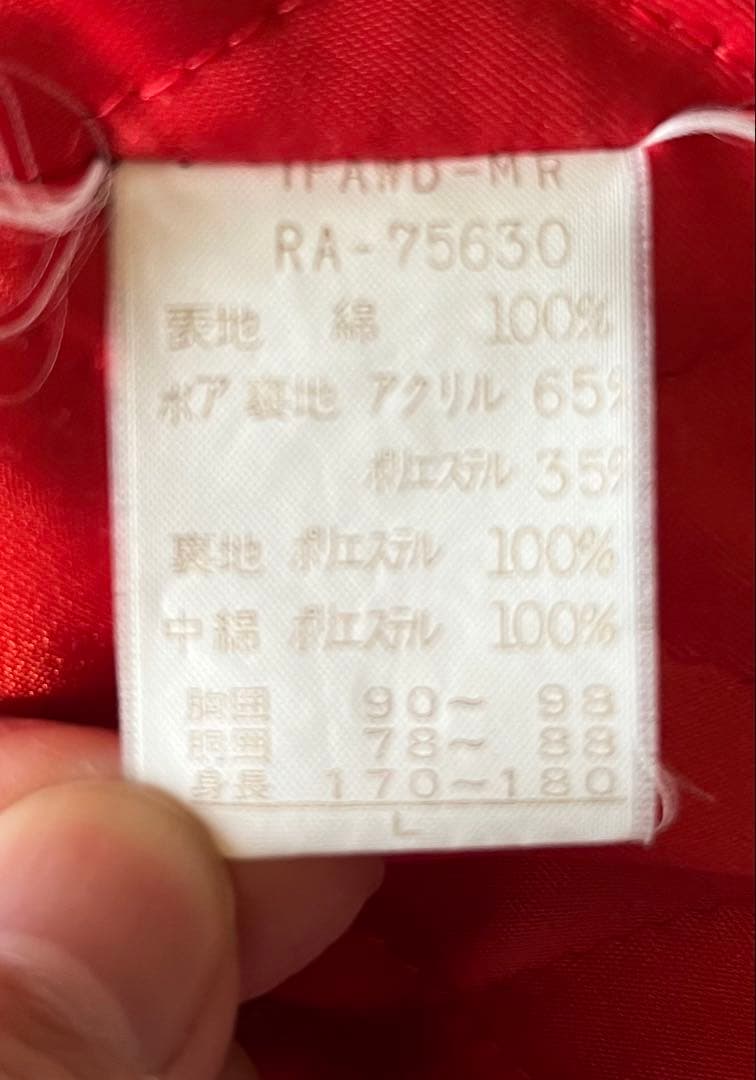 RA-75630
表地 綿 100%
ボア 裏地 アクリル 65%
ポリエステル 35%
裏地 ポリエステル 100%
中綿 ポリエステル 100%
胸囲 90~ 98
胴囲 78~ 88
身長 170~180
L